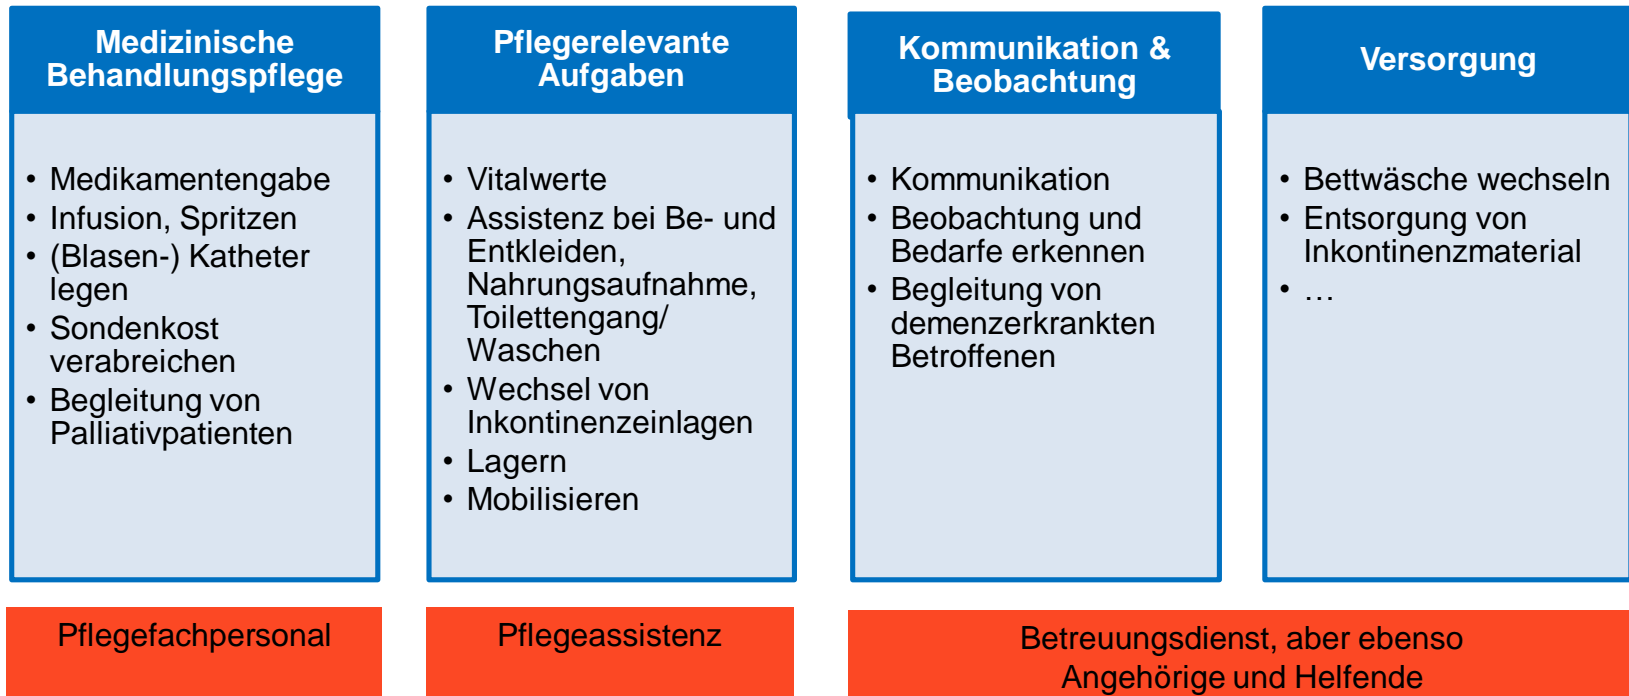 Medizinische
Behandlungspflege
• Medikamentengabe
• Infusion, Spritzen
• (Blasen-) Katheter
legen
• Sondenkost
verabreichen
• Begleitung von
Palliativpatienten
Pflegefachpersonal
Pflegerelevante
Aufgaben
• Vitalwerte
• Assistenz bei Be- und
Entkleiden,
Nahrungsaufnahme,
Toilettengang/
Waschen
• Wechsel von
Inkontinenzeinlagen
• Lagern
• Mobilisieren
Pflegeassistenz
Kommunikation &
Beobachtung
• Kommunikation
• Beobachtung und
Bedarfe erkennen
• Begleitung von
demenzerkrankten
Betroffenen
Versorgung
• Bettwäsche wechseln
• Entsorgung von
Inkontinenzmaterial
• …
Betreuungsdienst, aber ebenso
Angehörige und Helfende